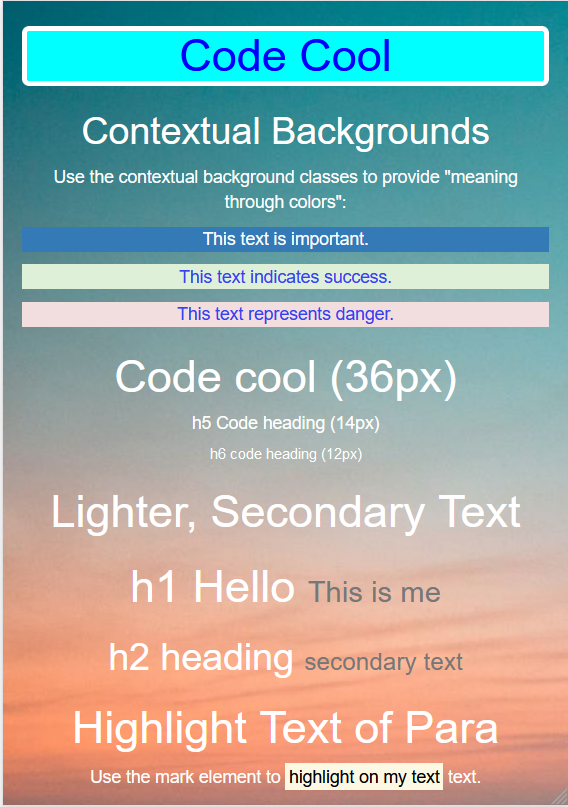 Code Cool
Contextual Backgrounds
Use the contextual background classes to provide "meaning
through colors":
This text is important.
This text indicates success.
This text represents danger.
Code cool (36px)
h5 Code heading (14px)
h6 code heading (12px)
Lighter, Secondary Text
h1 Hello This is me
h2 heading secondary text
Highlight Text of Para
Use the mark element to highlight on my text text.